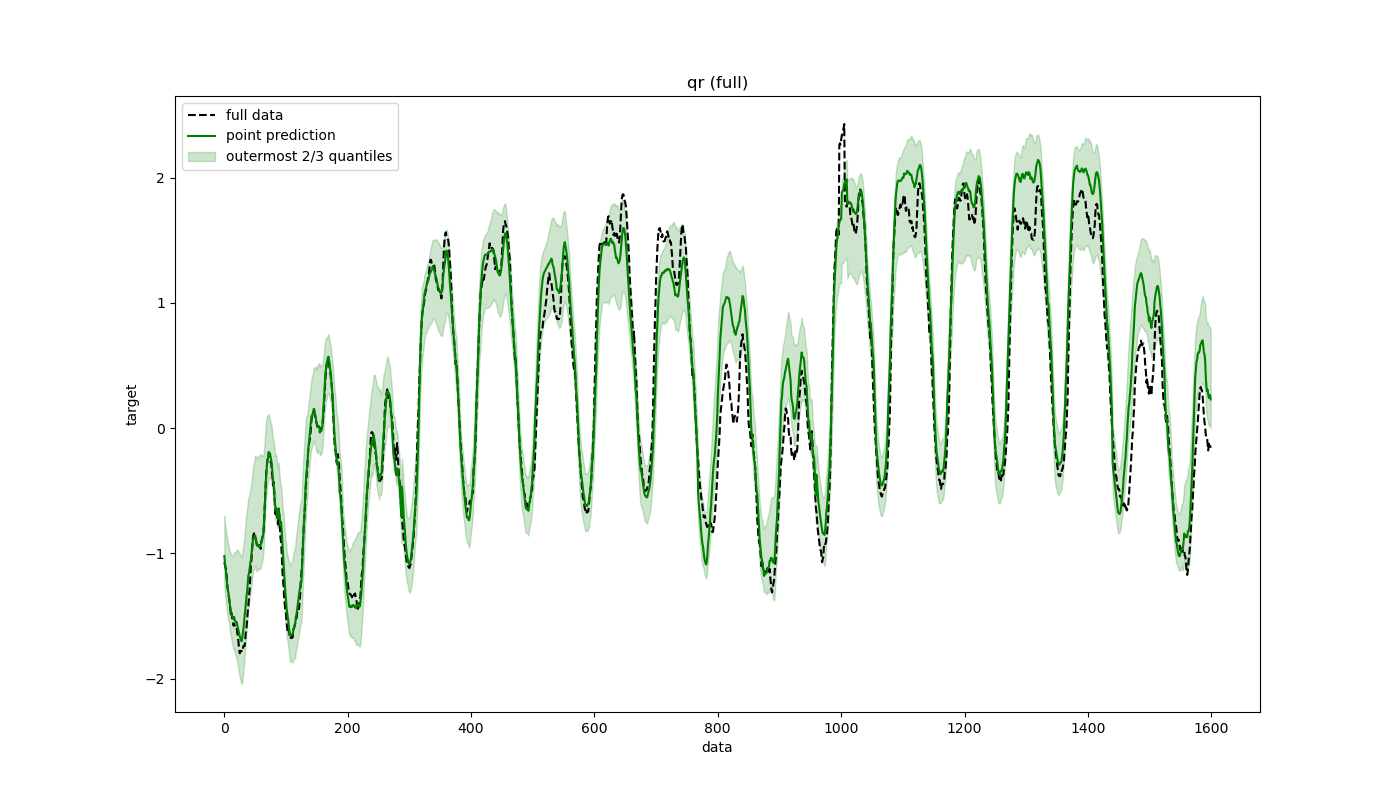 qr (full)
full data
point prediction
outermost 2/3 quantiles
target
2
1
0
−1
−2
0 200 400 600 800 1000 1200 1400 1600
data